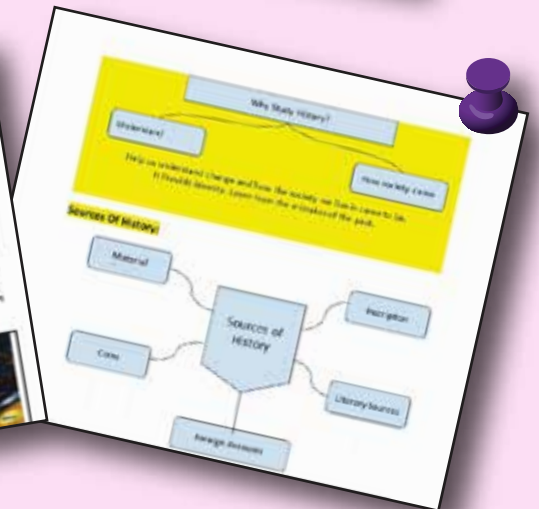 Why Study History?
Understand
How society came
Help us understand change and how the society we live in came to be.
It Provide identity. Learn from the mistakes of the past.
Sources Of History:
Material
Inscription
Sources of
History
Coins
Literary Sources
Foreign Accounts